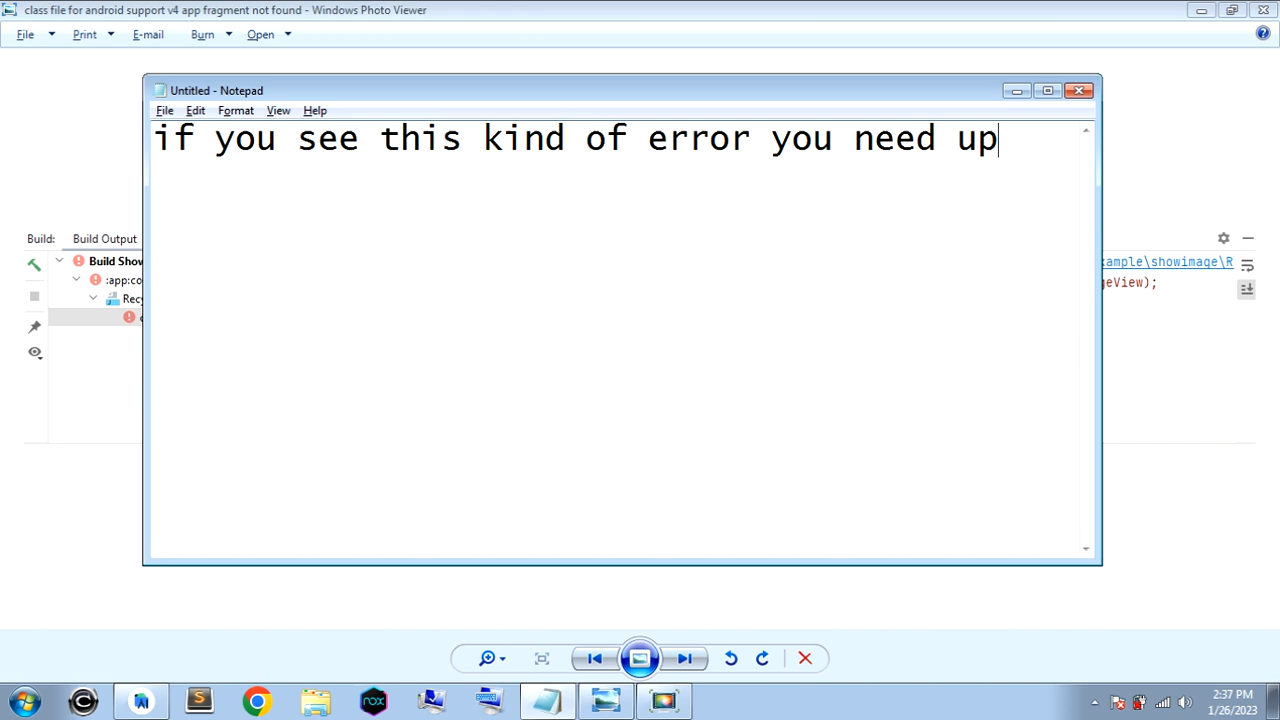 class file for android support v4 app fragment not found - Windows Photo Viewer
File Print E-mail Burn Open
Untitled - Notepad
File Edit Format View Help
if you see this kind of error you need up
Build: Build Output
Build Show
:app:co
Recy
ample\showimage\R
geView);
nox
2:37 PM
1/26/2023